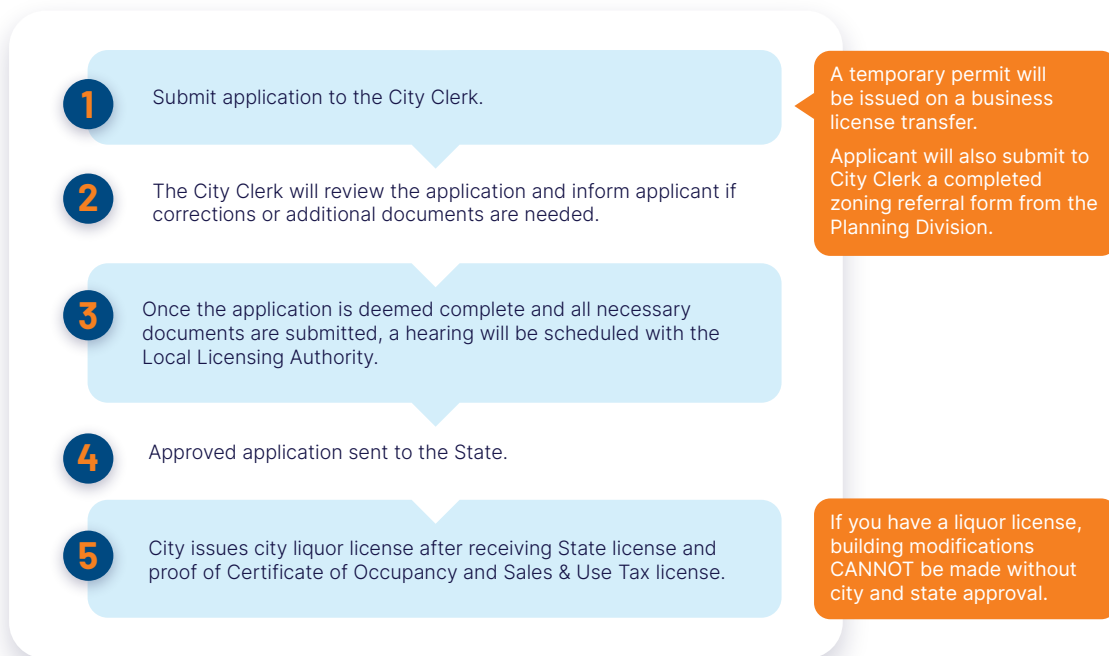 1
Submit application to the City Clerk.
A temporary permit will
be issued on a business
license transfer.
Applicant will also submit to
City Clerk a completed
zoning referral form from the
Planning Division.
2
The City Clerk will review the application and inform applicant if
corrections or additional documents are needed.
3
Once the application is deemed complete and all necessary
documents are submitted, a hearing will be scheduled with the
Local Licensing Authority.
4
Approved application sent to the State.
5
City issues city liquor license after receiving State license and
proof of Certificate of Occupancy and Sales & Use Tax license.
If you have a liquor license,
building modifications
CANNOT be made without
city and state approval.